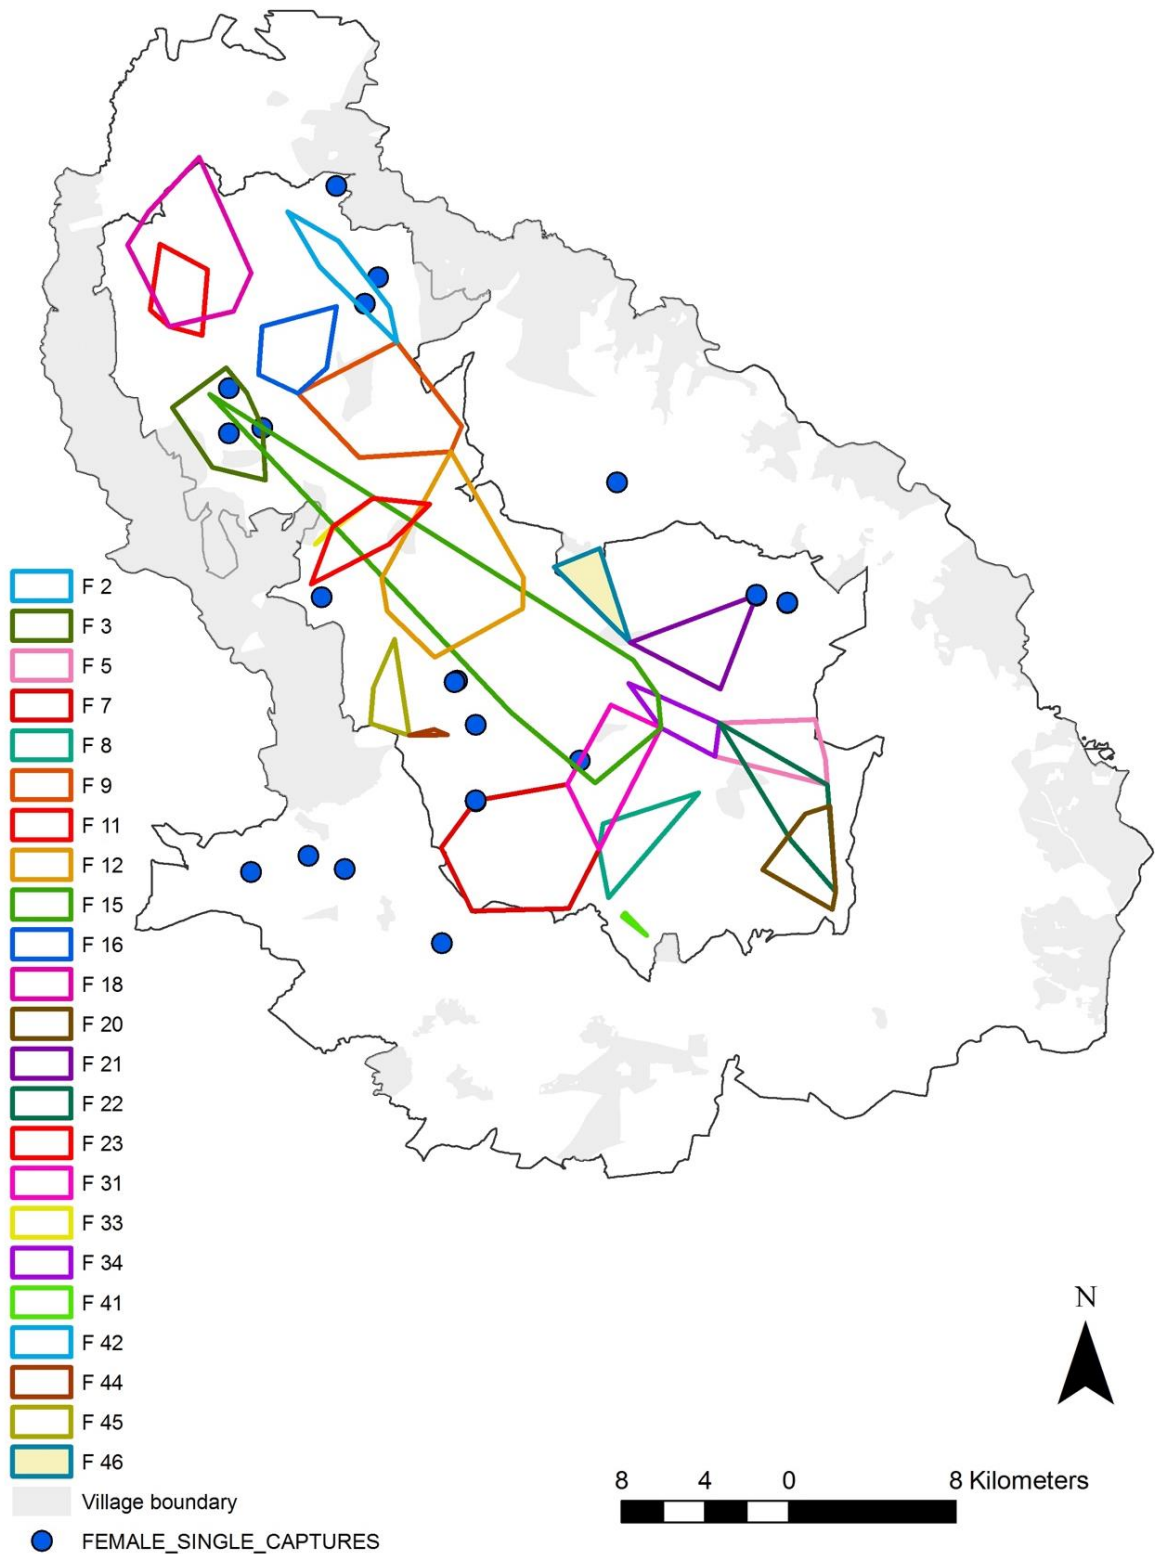 F 2
F 3
F 5
F 7
F 8
F 9
F 11
F 12
F 15
F 16
F 18
F 20
F 21
F 22
F 23
F 31
F 33
F 34
F 41
F 42
F 44
F 45
F 46
Village boundary
FEMALE_SINGLE_CAPTURES
N
8 4 0 8 Kilometers